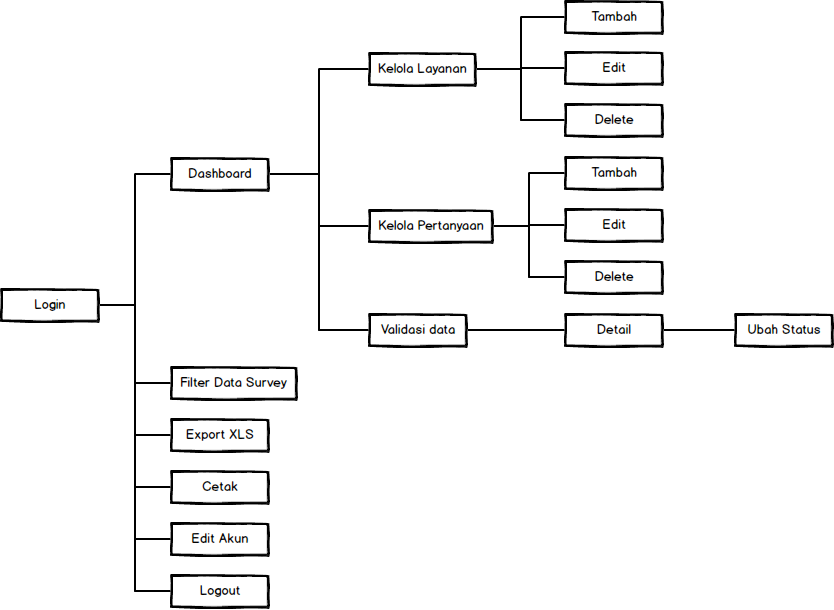 Tambah
Kelola Layanan
Edit
Delete
Dashboard
Tambah
Kelola Pertanyaan
Edit
Delete
Login
Validasi data
Detail
Ubah Status
Filter Data Survey
Export XLS
Cetak
Edit Akun
Logout